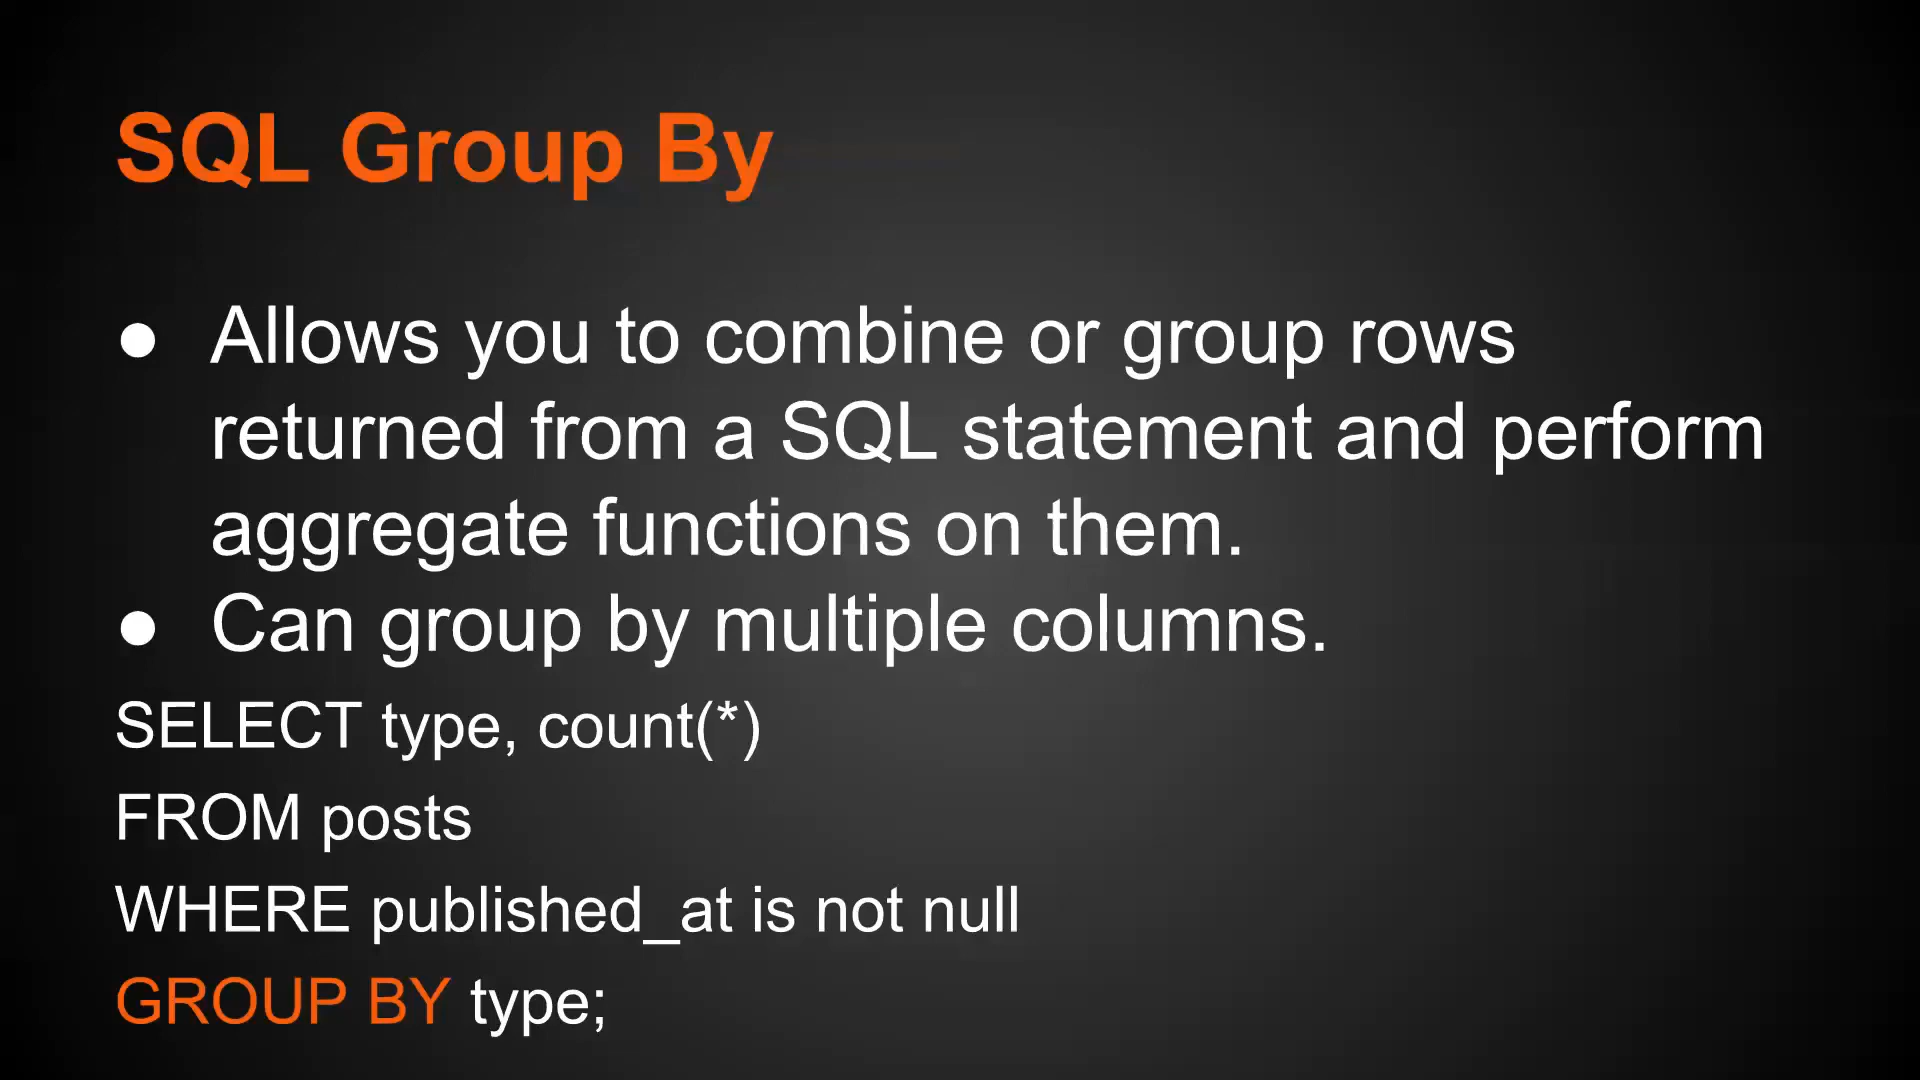 SQL Group By
● Allows you to combine or group rows
returned from a SQL statement and perform
aggregate functions on them.
● Can group by multiple columns.
SELECT type, count(*)
FROM posts
WHERE published_at is not null
GROUP BY type;